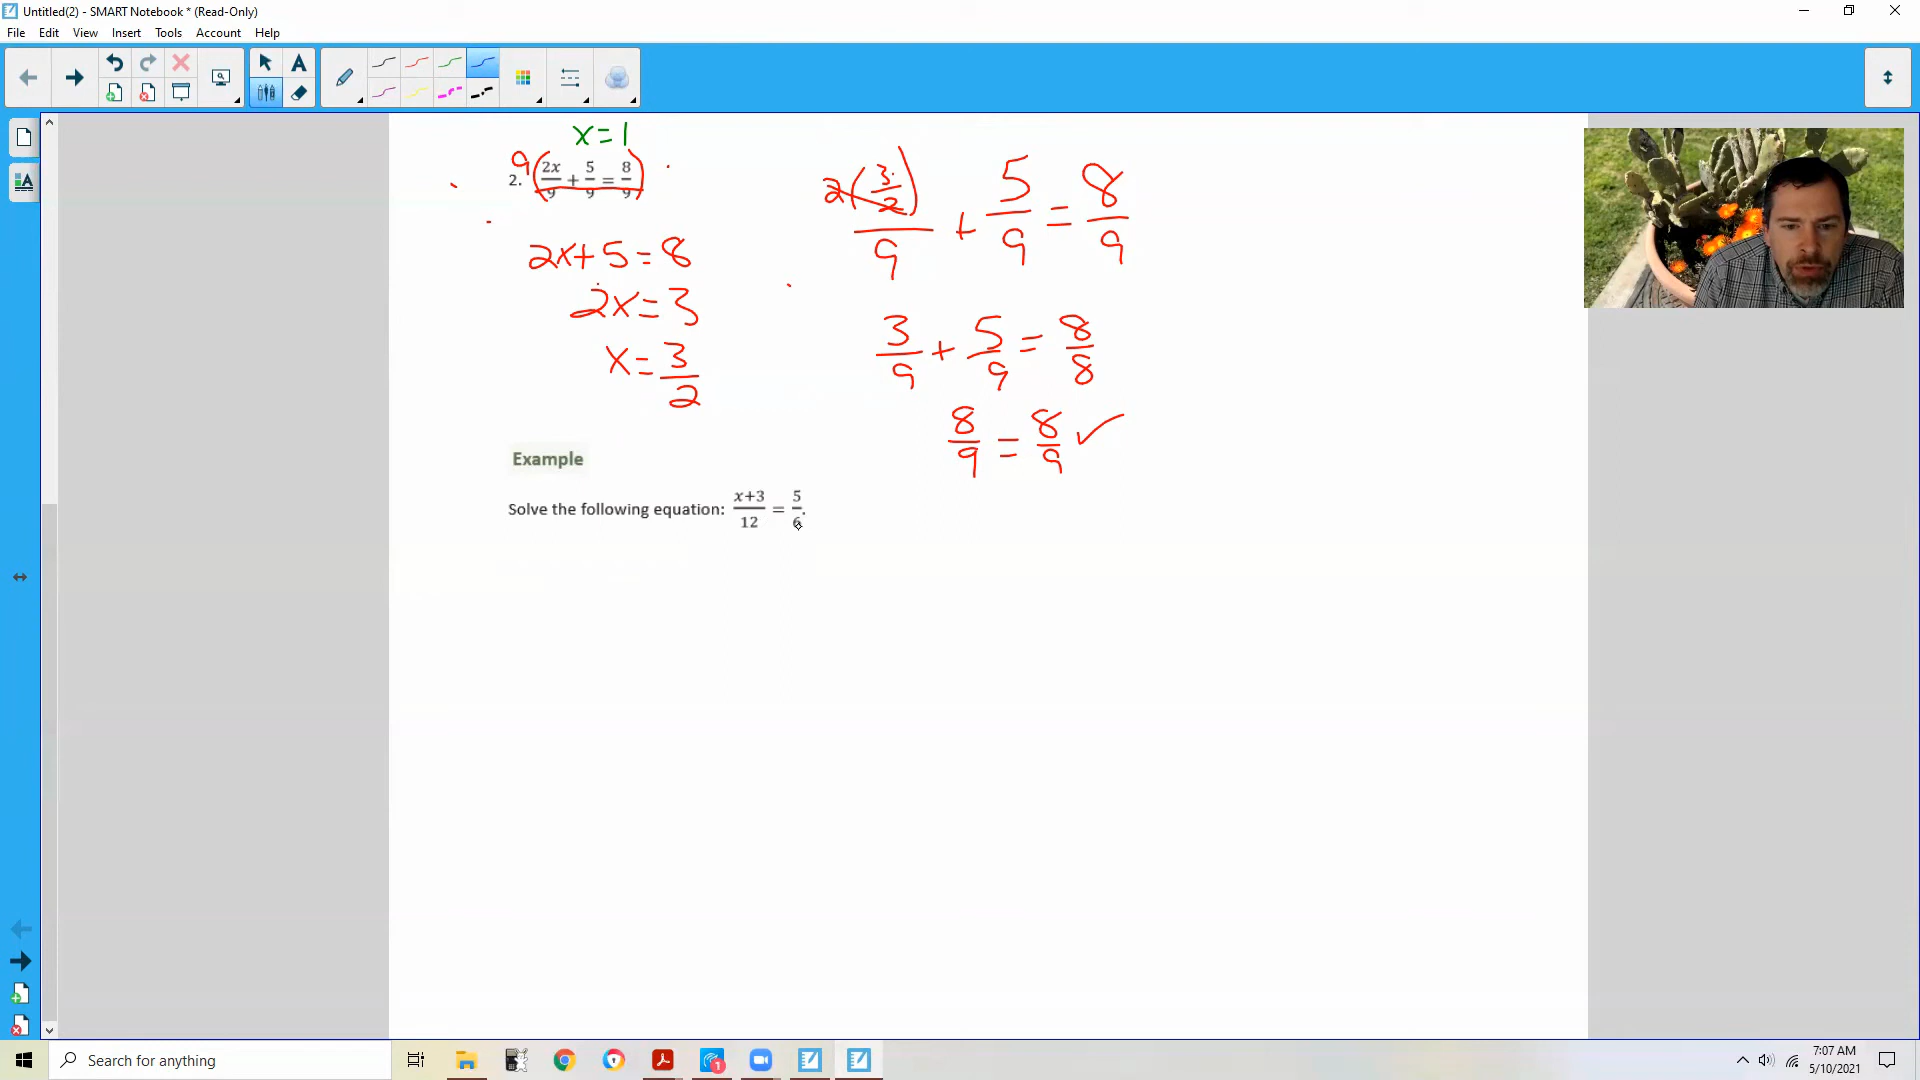 Untitled(2) - SMART Notebook * (Read-Only)
File Edit View Insert Tools Account Help
x=1
2. 9(2x/9 + 5/9 = 8/9)
2x+5=8
2x=3
x=3/2
2(3/2)/9 + 5/9 = 8/9
3/9 + 5/9 = 8/8
8/9 = 8/9 ✓
Example
Solve the following equation: x+3/12 = 5/6.
Search for anything
1
7:07 AM
5/10/2021